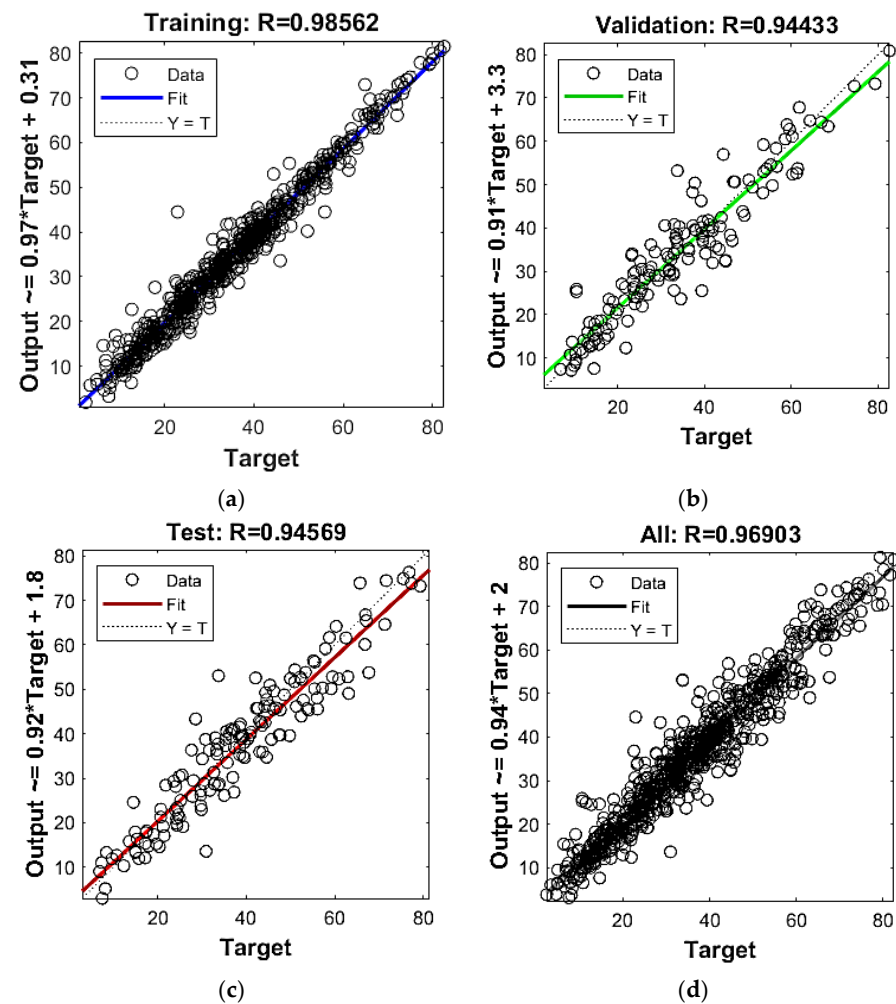 Training: R=0.98562
Output ~= 0.97*Target + 0.31
80
70
60
50
40
30
20
10
Data
Fit
Y = T
20
40
60
80
Target
(a)
Validation: R=0.94433
Output ~= 0.91*Target + 3.3
80
70
60
50
40
30
20
10
Data
Fit
Y = T
20
40
60
80
Target
(b)
Test: R=0.94569
Output ~= 0.92*Target + 1.8
80
70
60
50
40
30
20
10
Data
Fit
Y = T
20
40
60
80
Target
(c)
All: R=0.96903
Output ~= 0.94*Target + 2
80
70
60
50
40
30
20
10
Data
Fit
Y = T
20
40
60
80
Target
(d)